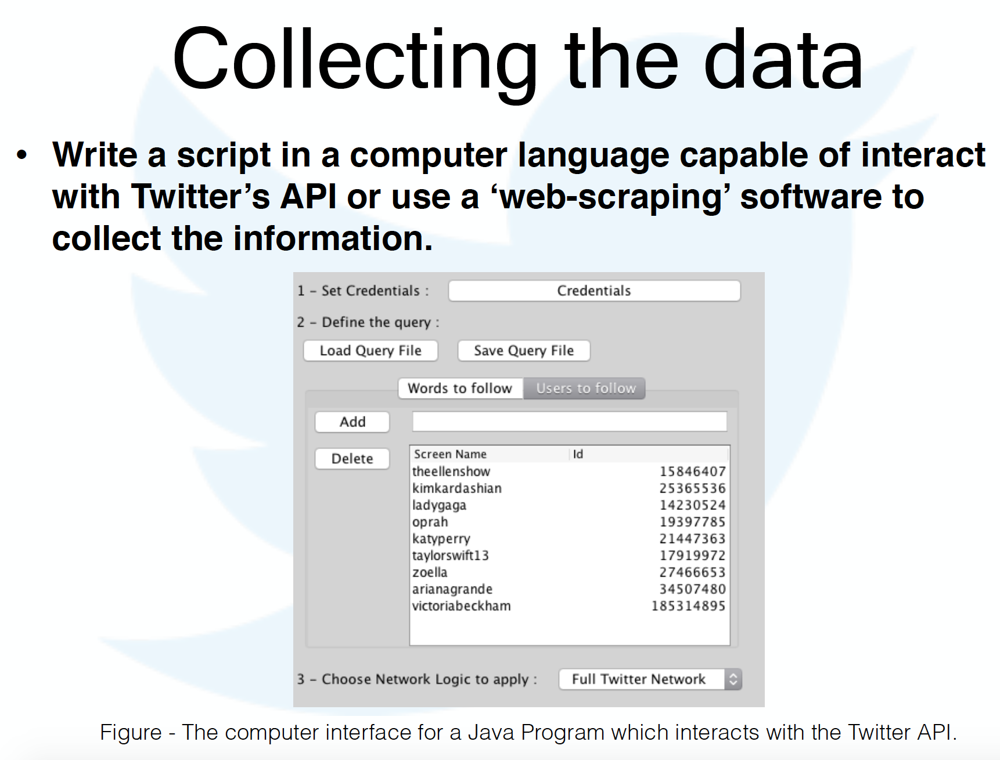 Collecting the data
• Write a script in a computer language capable of interact
with Twitter’s API or use a ‘web-scraping’ software to
collect the information.
1 – Set Credentials : Credentials
2 – Define the query :
Load Query File Save Query File
Words to follow Users to follow
Add
Delete
Screen Name Id
theellenshow 15846407
kimkardashian 25365536
ladygaga 14230524
oprah 19397785
katyperry 21447363
taylorswift13 17919972
zoella 27466653
arianagrande 34507480
victoriabeckham 185314895
3 – Choose Network Logic to apply : Full Twitter Network
Figure - The computer interface for a Java Program which interacts with the Twitter API.